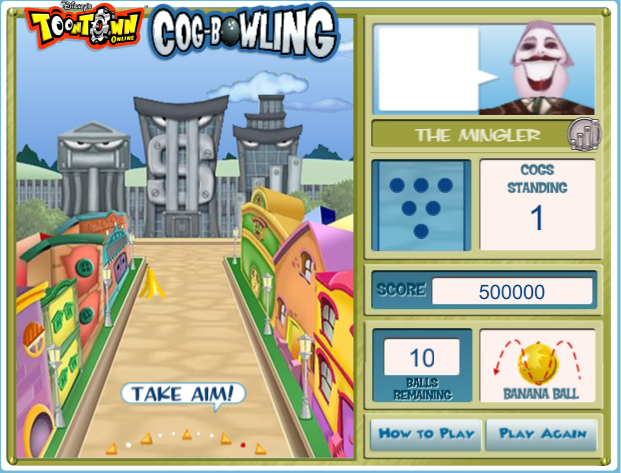 Disney's
TOONTOWN
ONLINE
COG-BOWLING
THE MINGLER
COGS
STANDING
1
SCORE 500000
10
BALLS
REMAINING
BANANA BALL
TAKE AIM!
HOW TO PLAY
PLAY AGAIN